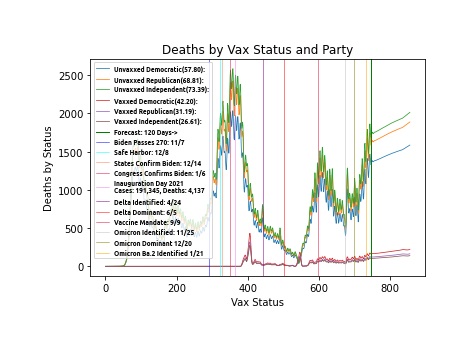 Deaths by Vax Status and Party
Deaths by Status
2500
2000
1500
1000
500
0
Unvaxxed Democratic(57.80):
Unvaxxed Republican(68.81):
Unvaxxed Independent(73.39):
Vaxxed Democratic(42.20):
Vaxxed Republican(31.19):
Vaxxed Independent(26.61):
Forecast: 120 Days->
Biden Passes 270: 11/7
Safe Harbor: 12/8
States Confirm Biden: 12/14
Congress Confirms Biden: 1/6
Inauguration Day 2021
Cases: 191,345, Deaths: 4,137
Delta Identified: 4/24
Delta Dominant: 6/5
Vaccine Mandate: 9/9
Omicron Identified: 11/25
Omicron Dominant 12/20
Omicron Ba.2 Identified 1/21
0 200 400 600 800
Vax Status